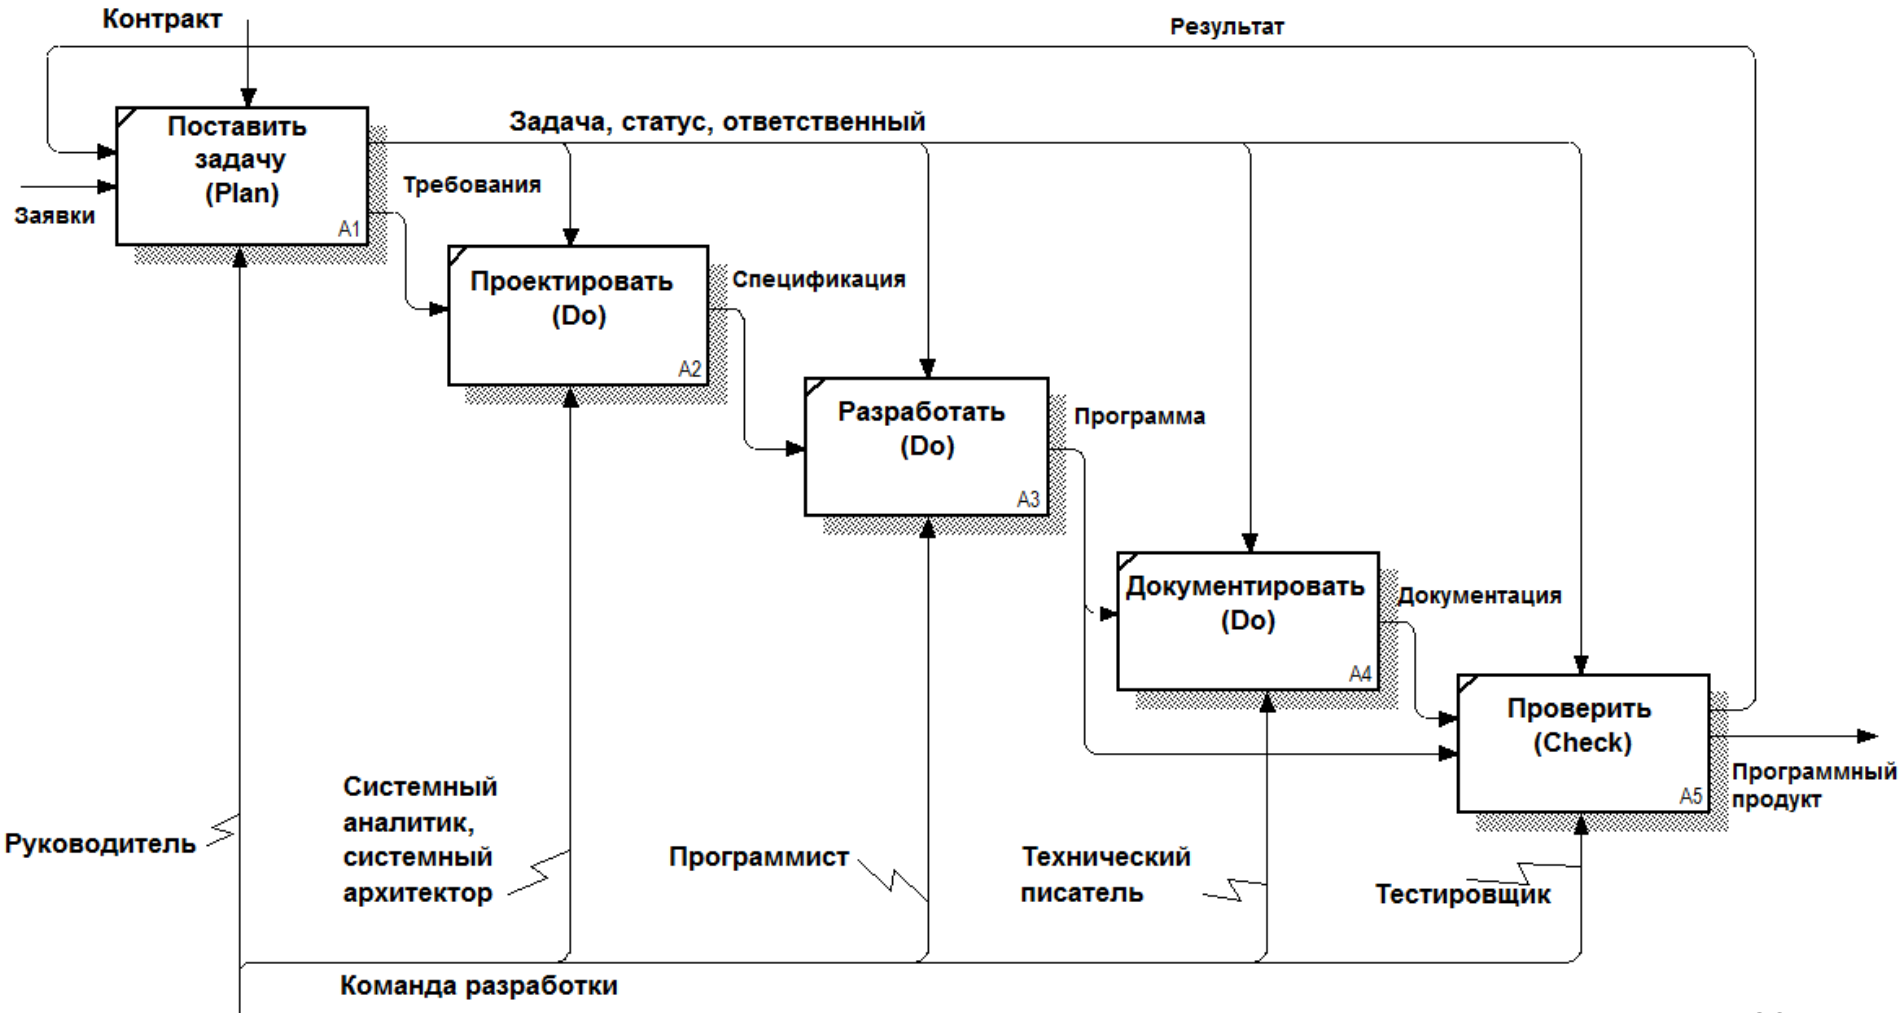 Контракт
Результат
Задача, статус, ответственный
Поставить
задачу
(Plan)
A1
Заявки
Требования
Проектировать
(Do)
A2
Спецификация
Разработать
(Do)
A3
Программа
Документировать
(Do)
A4
Документация
Проверить
(Check)
A5
Программный
продукт
Руководитель
Системный
аналитик,
системный
архитектор
Программист
Технический
писатель
Тестировщик
Команда разработки